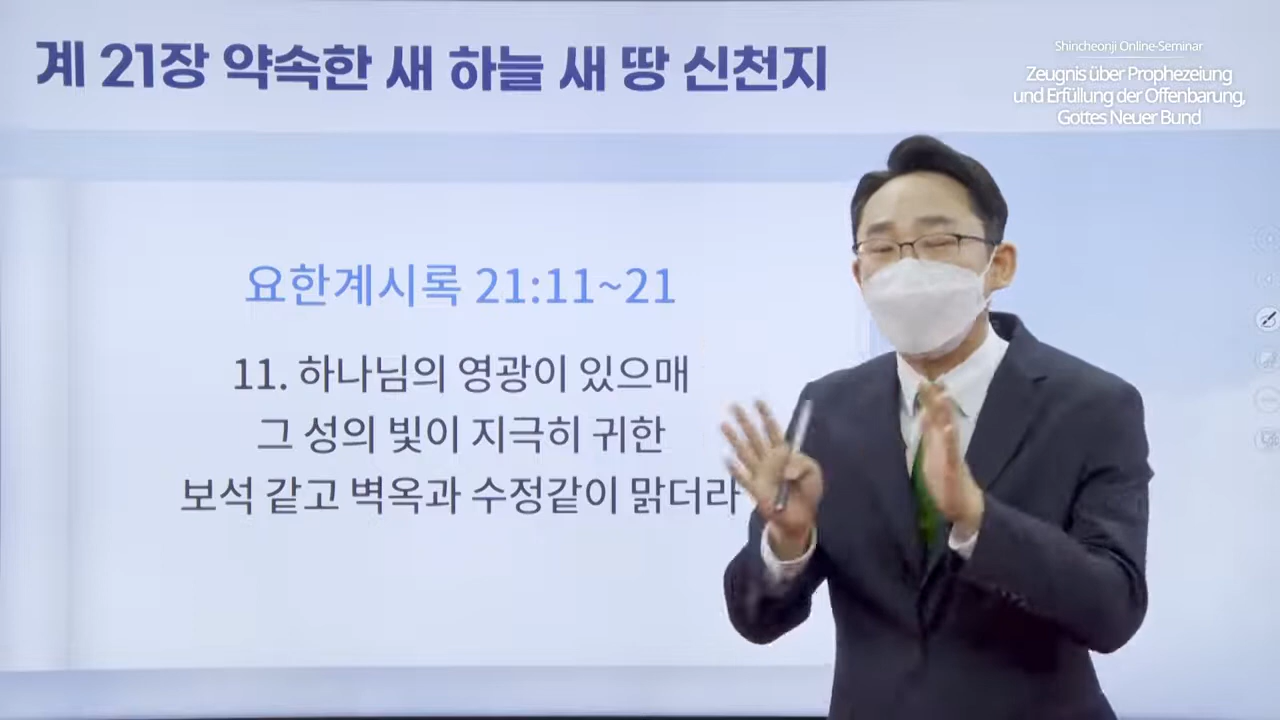 계 21장 약속한 새 하늘 새 땅 신천지
Shincheonji Online-Seminar
Zeugnis über Prophezeiung
und Erfüllung der Offenbarung,
Gottes Neuer Bund
요한계시록 21:11~21
11. 하나님의 영광이 있으매
그 성의 빛이 지극히 귀한
보석 같고 벽옥과 수정같이 맑더라